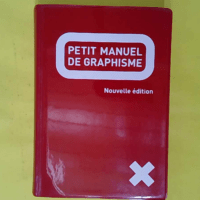 PETIT MANUEL
DE GRAPHISME
Nouvelle édition